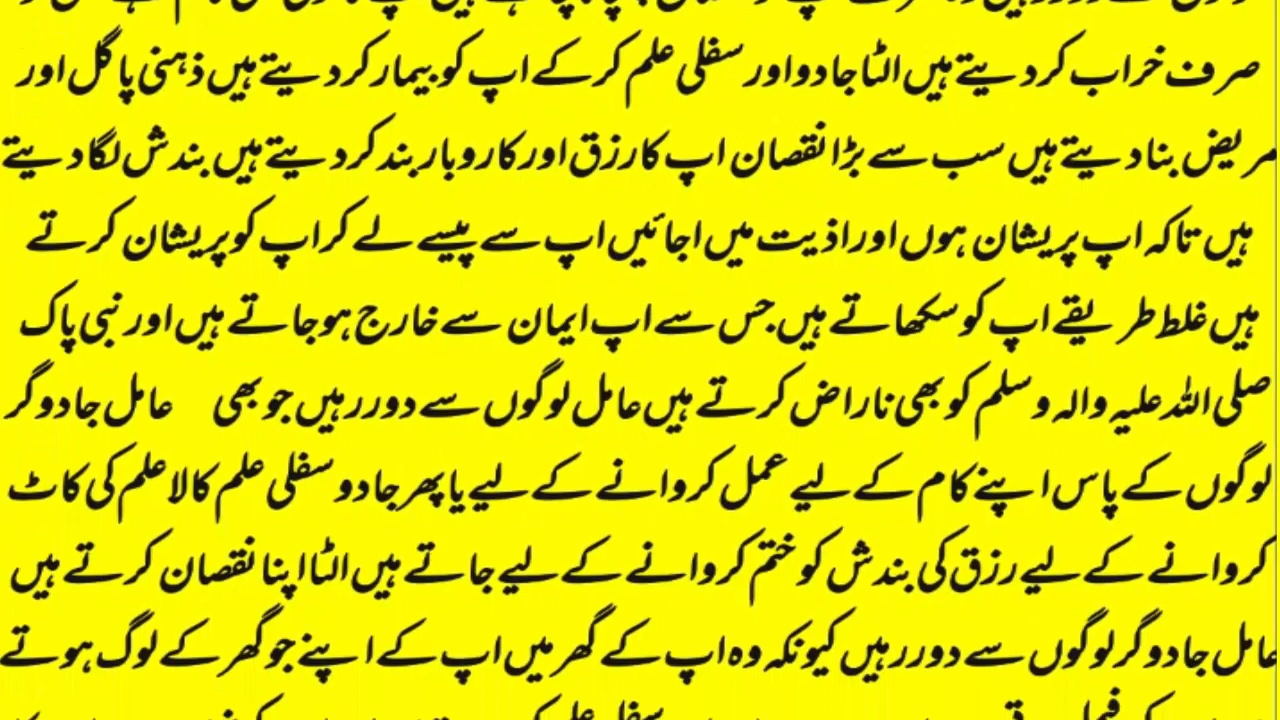 صرف خراب کر دیتے ہیں الٹا جادو اور سفلی علم کر کے اپ کو بیمار کر دیتے ہیں ذہنی پاگل اور
مریض بنا دیتے ہیں سب سے بڑا نقصان اپ کا رزق اور کاروبار بند کر دیتے ہیں بندش لگا دیتے
ہیں تاکہ اپ پریشان ہوں اور اذیت میں اجائیں اپ سے پیسے لے کر اپ کو پریشان کرتے
ہیں غلط طریقے اپ کو سکھاتے ہیں جس سے اپ ایمان سے خارج ہو جاتے ہیں اور نبی پاک
صلی اللہ علیہ والہ وسلم کو بھی ناراض کرتے ہیں عامل لوگوں سے دور رہیں جو بھی عامل جادوگر
لوگوں کے پاس اپنے کام کے لیے عمل کروانے کے لیے یا پھر جادو سفلی علم کالا علم کی کاٹ
کروانے کے لیے رزق کی بندش کو ختم کروانے کے لیے جاتے ہیں الٹا اپنا نقصان کرتے ہیں
عامل جادوگر لوگوں سے دور رہیں کیونکہ وہ اپ کے گھر میں اپ کے اپنے جو گھر کے لوگ ہوتے